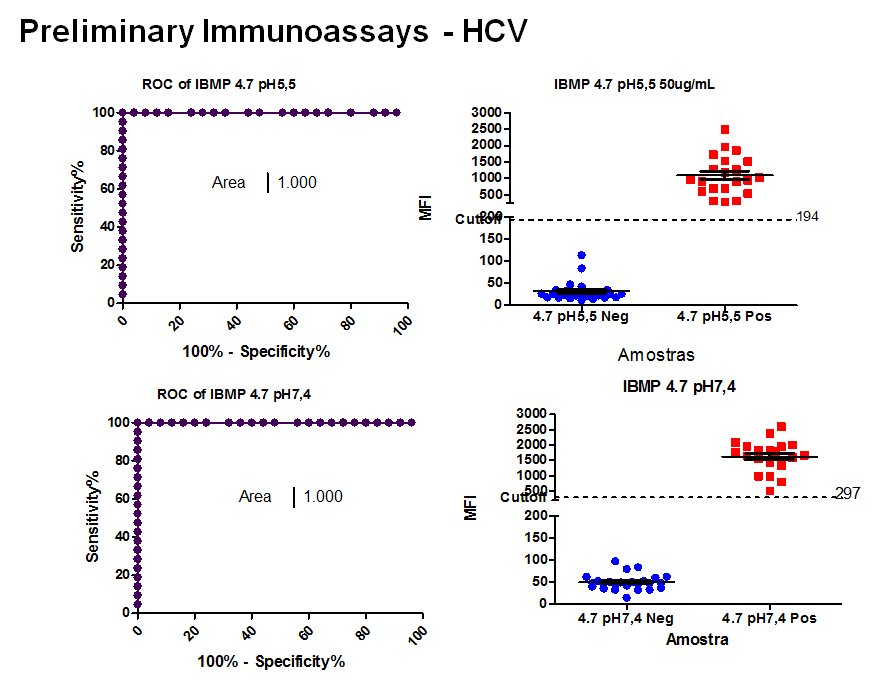 Preliminary Immunoassays - HCV
ROC of IBMP 4.7 pH5,5
100
80
60
40
20
0
Sensitivity%
Area 1.000
0 20 40 60 80 100
100% - Specificity%
IBMP 4.7 pH5,5 50ug/mL
3000
2500
2000
1500
1000
500
200
Cutoff
194
150
100
50
0
MFI
4.7 pH5,5 Neg 4.7 pH5,5 Pos
Amostras
ROC of IBMP 4.7 pH7,4
100
80
60
40
20
0
Sensitivity%
Area 1.000
0 20 40 60 80 100
100% - Specificity%
IBMP 4.7 pH7,4
3000
2500
2000
1500
1000
500
Cutoff
297
200
150
100
50
0
MFI
4.7 pH7,4 Neg 4.7 pH7,4 Pos
Amostra